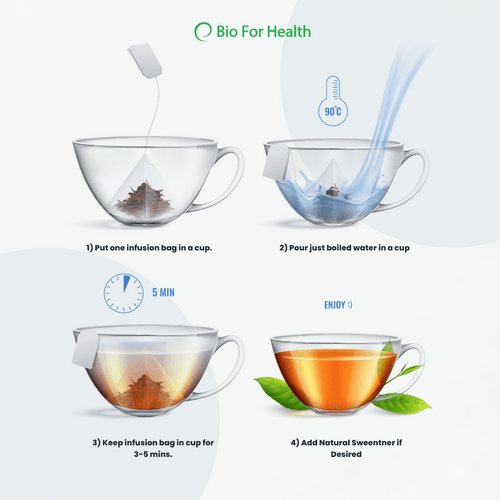 Bio For Health
90°C
1) Put one infusion bag in a cup.
2) Pour just boiled water in a cup
5 MIN
ENJOY :)
3) Keep infusion bag in cup for
3-5 mins.
4) Add Natural Sweentner if
Desired